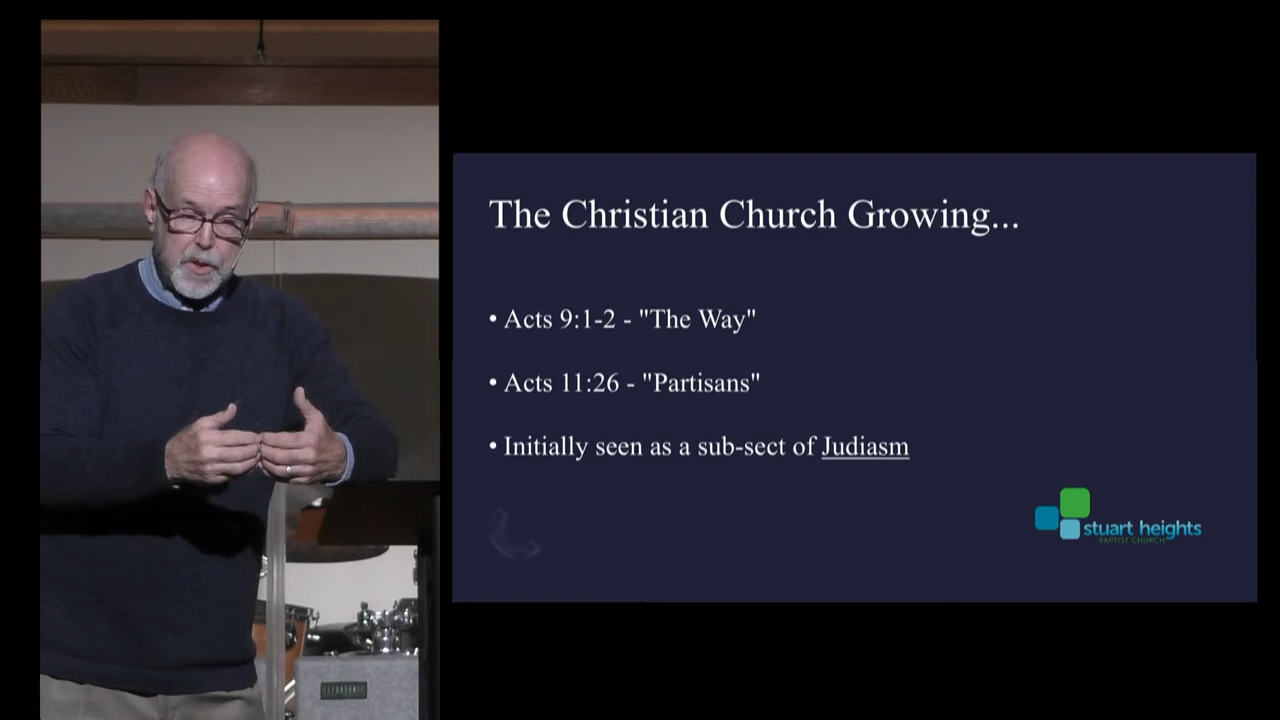 The Christian Church Growing...
• Acts 9:1-2 - "The Way"
• Acts 11:26 - "Partisans"
• Initially seen as a sub-sect of Judiasm
stuart heights
BAPTIST CHURCH
CLEARSONIC